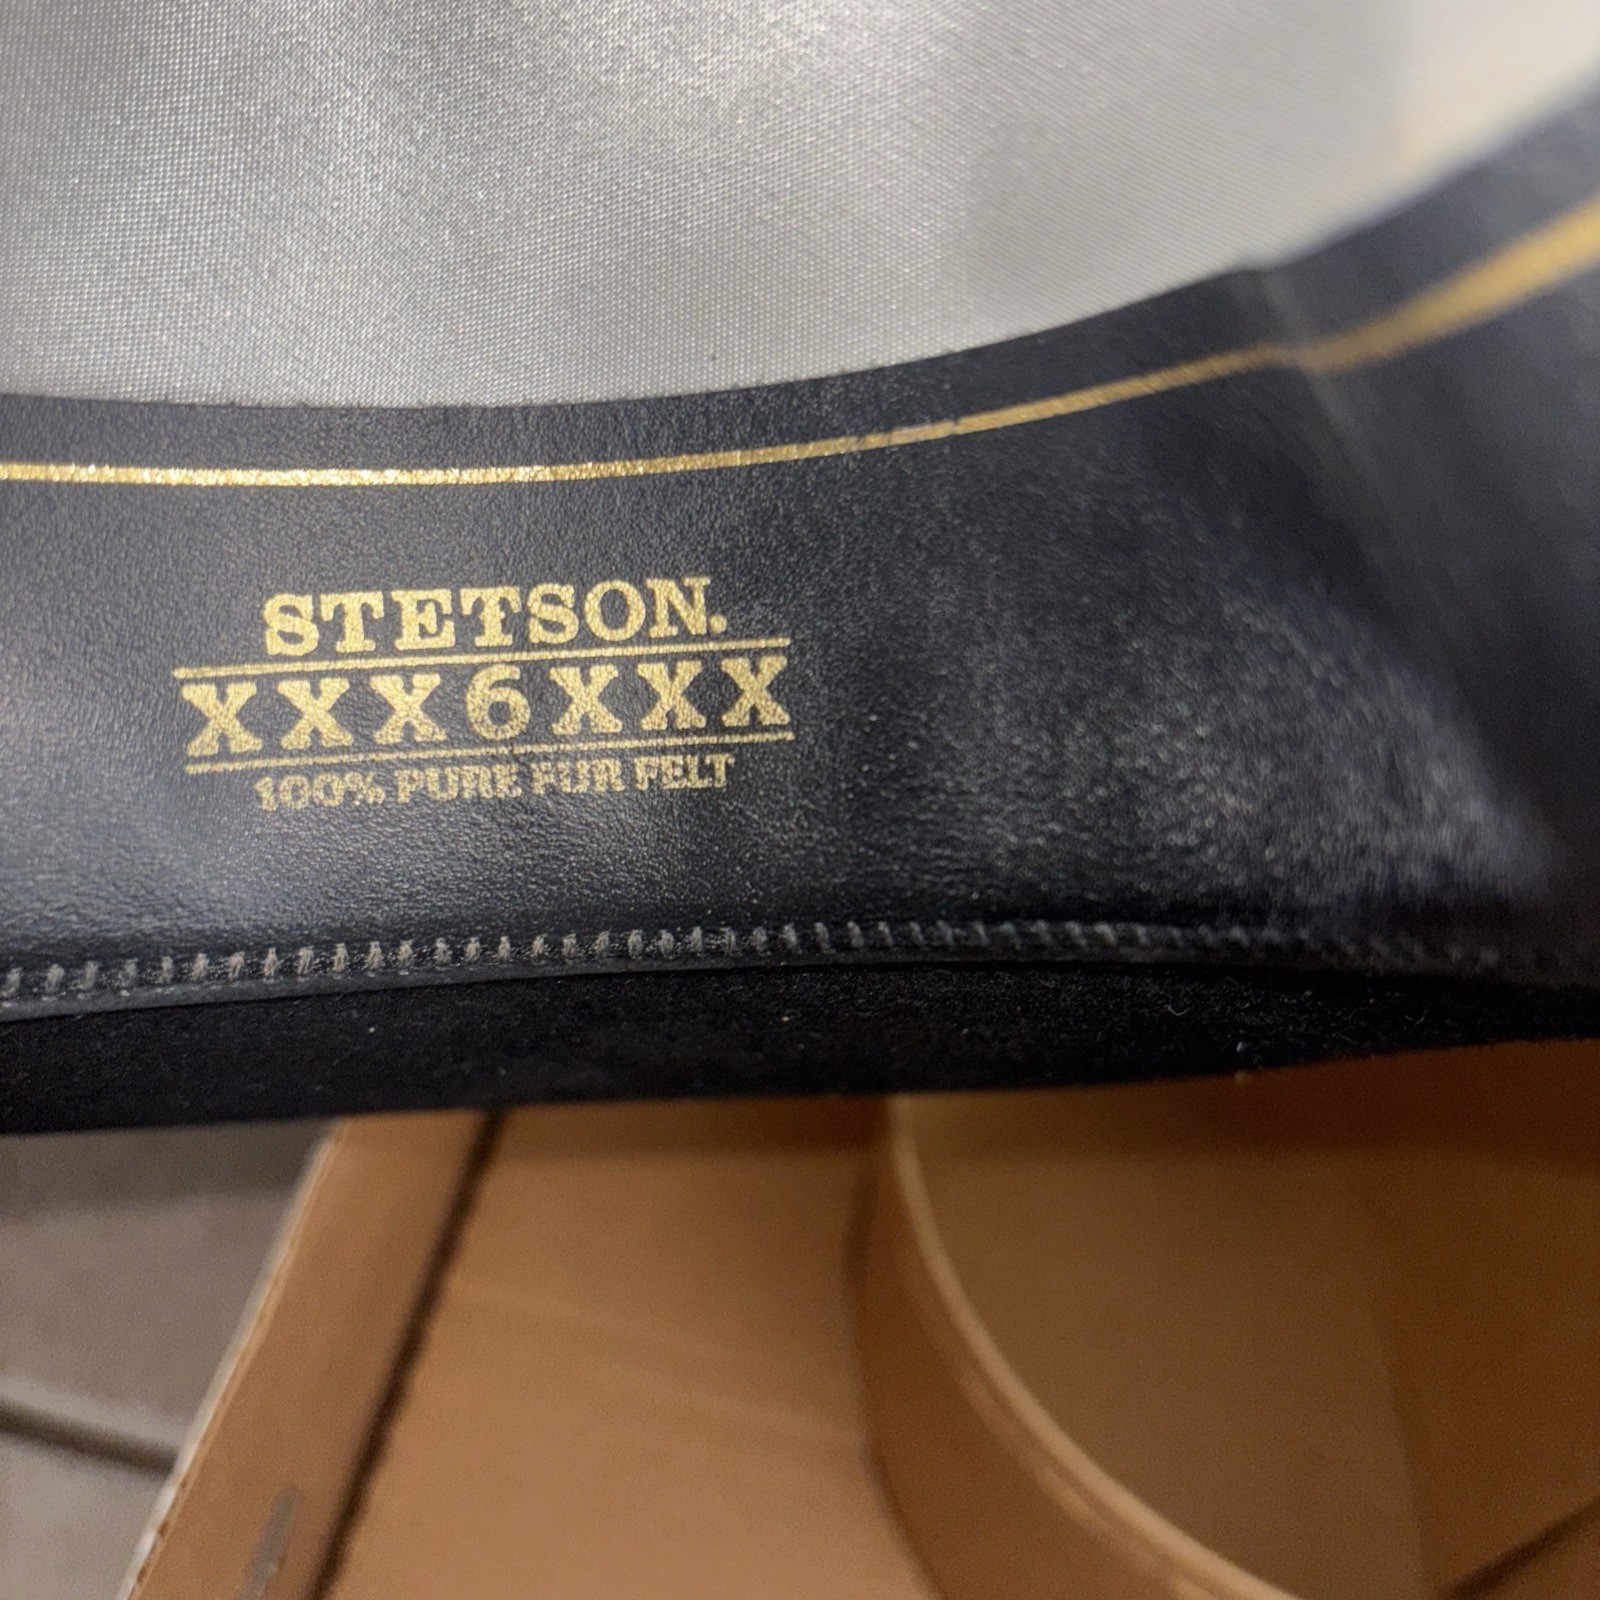 STETSON.
XXX6XXX
100% PURE FUR FELT